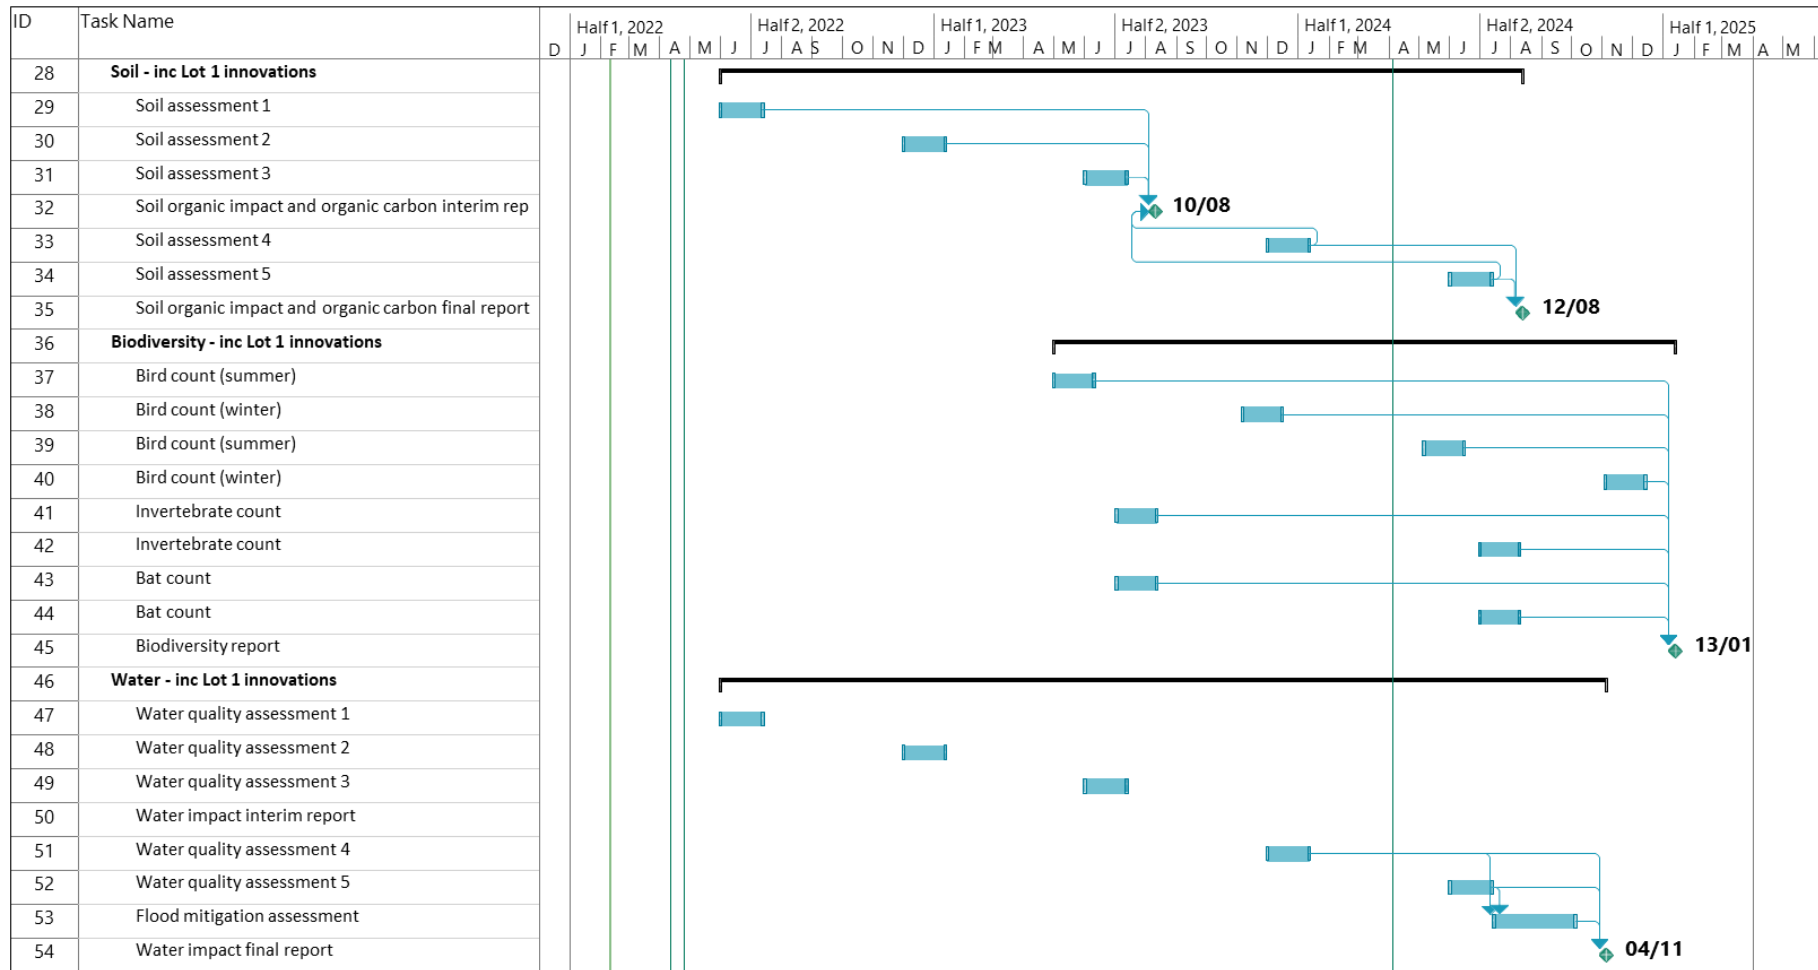 ID Task Name Half 1, 2022 Half 2, 2022 Half 1, 2023 Half 2, 2023 Half 1, 2024 Half 2, 2024 Half 1, 2025
D J F M A M J J A S O N D J F M A M J J A S O N D J F M A M J J A S O N D J F M A M
28 Soil - inc Lot 1 innovations
29 Soil assessment 1
30 Soil assessment 2
31 Soil assessment 3
32 Soil organic impact and organic carbon interim rep 10/08
33 Soil assessment 4
34 Soil assessment 5
35 Soil organic impact and organic carbon final report 12/08
36 Biodiversity - inc Lot 1 innovations
37 Bird count (summer)
38 Bird count (winter)
39 Bird count (summer)
40 Bird count (winter)
41 Invertebrate count
42 Invertebrate count
43 Bat count
44 Bat count
45 Biodiversity report 13/01
46 Water - inc Lot 1 innovations
47 Water quality assessment 1
48 Water quality assessment 2
49 Water quality assessment 3
50 Water impact interim report
51 Water quality assessment 4
52 Water quality assessment 5
53 Flood mitigation assessment
54 Water impact final report 04/11